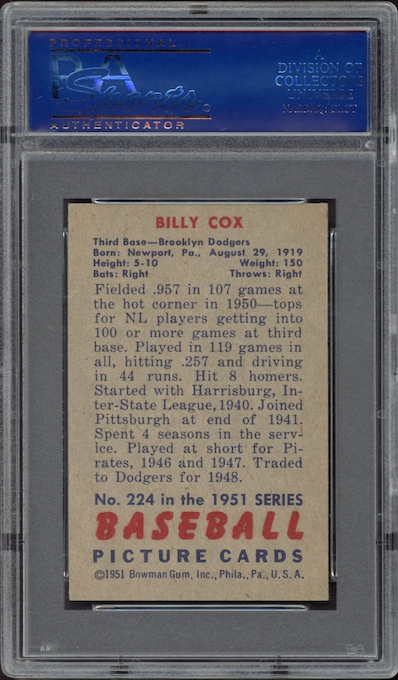 PROFESSIONAL
PSA
Sports
AUTHENTICATOR
A
DIVISION OF
COLLECTORS
UNIVERSE
BILLY COX
Third Base—Brooklyn Dodgers
Born: Newport, Pa., August 29, 1919
Height: 5-10 Weight: 150
Bats: Right Throws: Right
Fielded .957 in 107 games at
the hot corner in 1950—tops
for NL players getting into
100 or more games at third
base. Played in 119 games in
all, hitting .257 and driving
in 44 runs. Hit 8 homers.
Started with Harrisburg, In-
ter-State League, 1940. Joined
Pittsburgh at end of 1941.
Spent 4 seasons in the serv-
ice. Played at short for Pi-
rates, 1946 and 1947. Traded
to Dodgers for 1948.
No. 224 in the 1951 SERIES
BASEBALL
PICTURE CARDS
©1951 Bowman Gum, Inc., Phila., Pa., U.S.A.